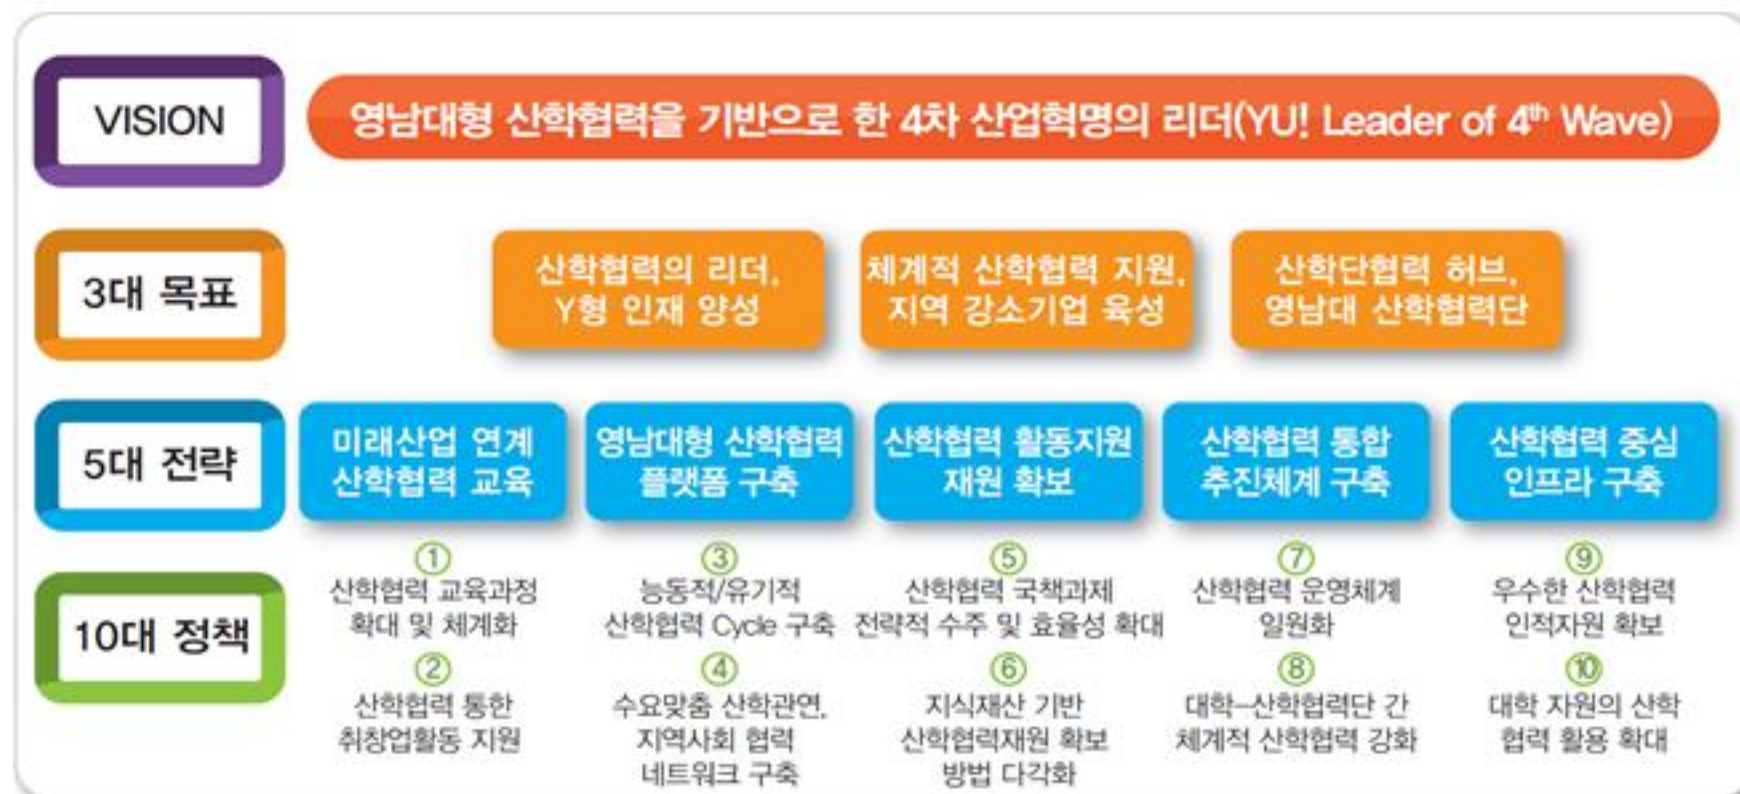 VISION
영남대형 산학협력을 기반으로 한 4차 산업혁명의 리더(YU! Leader of 4th Wave)
3대 목표
산학협력의 리더,
Y형 인재 양성
체계적 산학협력 지원,
지역 강소기업 육성
산학단협력 허브,
영남대 산학협력단
5대 전략
미래산업 연계
산학협력 교육
영남대형 산학협력
플랫폼 구축
산학협력 활동지원
재원 확보
산학협력 통합
추진체계 구축
산학협력 중심
인프라 구축
10대 정책
①
산학협력 교육과정
확대 및 체계화
②
산학협력 통한
취창업활동 지원
③
능동적/유기적
산학협력 Cycle 구축
④
수요맞춤 산학관연,
지역사회 협력
네트워크 구축
⑤
산학협력 국책과제
전략적 수주 및 효율성 확대
⑥
지식재산 기반
산학협력재원 확보
방법 다각화
⑦
산학협력 운영체계
일원화
⑧
대학-산학협력단 간
체계적 산학협력 강화
⑨
우수한 산학협력
인적자원 확보
⑩
대학 자원의 산학
협력 활용 확대